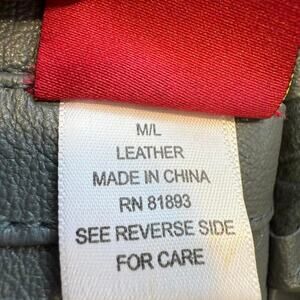 M/L
LEATHER
MADE IN CHINA
RN 81893
SEE REVERSE SIDE
FOR CARE